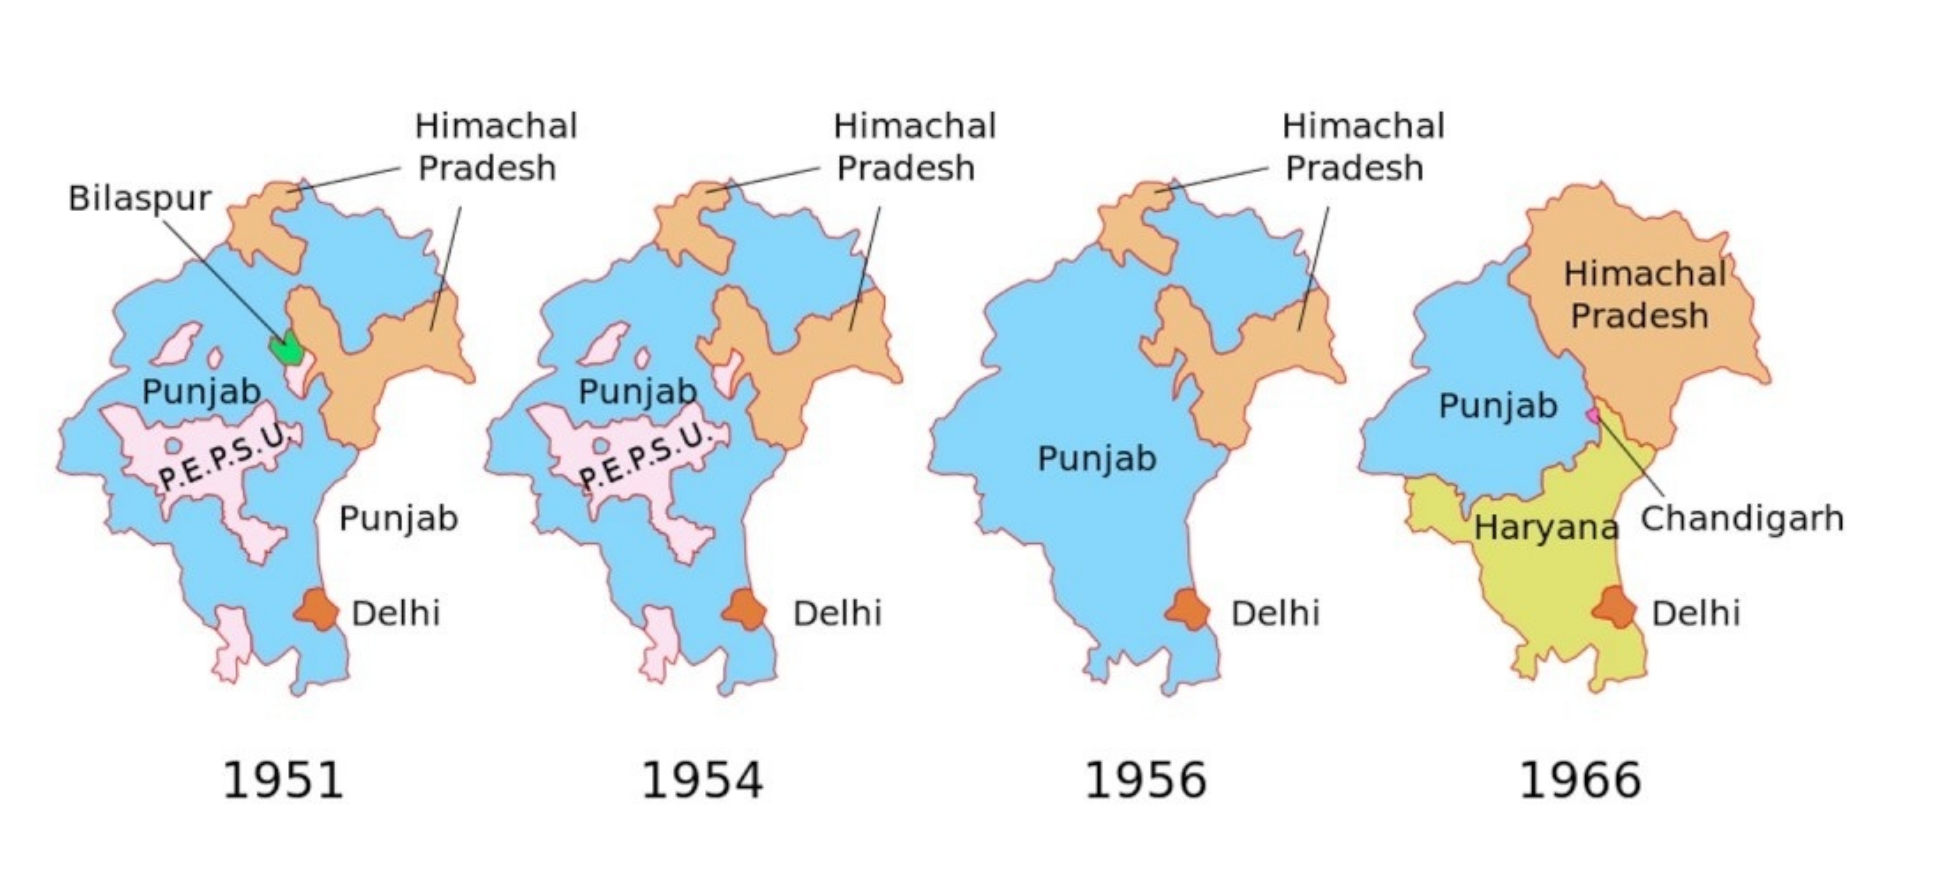 Himachal
Pradesh
Bilaspur
Punjab
P.E.P.S.U.
Punjab
Delhi
1951
Himachal
Pradesh
Punjab
P.E.P.S.U.
Delhi
1954
Himachal
Pradesh
Punjab
Delhi
1956
Himachal
Pradesh
Punjab
Haryana
Chandigarh
Delhi
1966